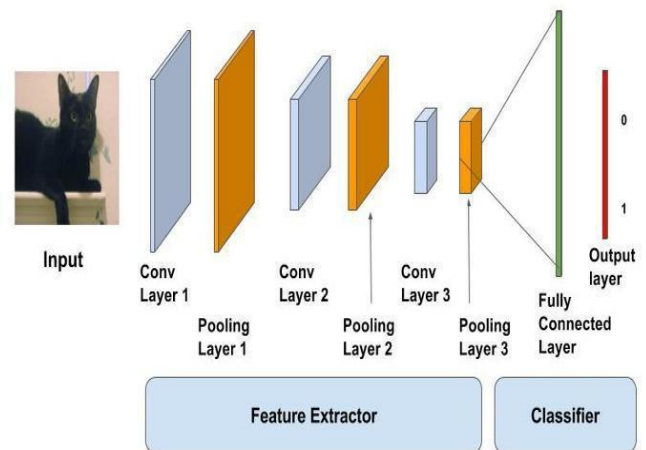 Input
Conv
Layer 1
Pooling
Layer 1
Conv
Layer 2
Pooling
Layer 2
Conv
Layer 3
Pooling
Layer 3
Fully
Connected
Layer
0
1
Output
layer
Feature Extractor
Classifier